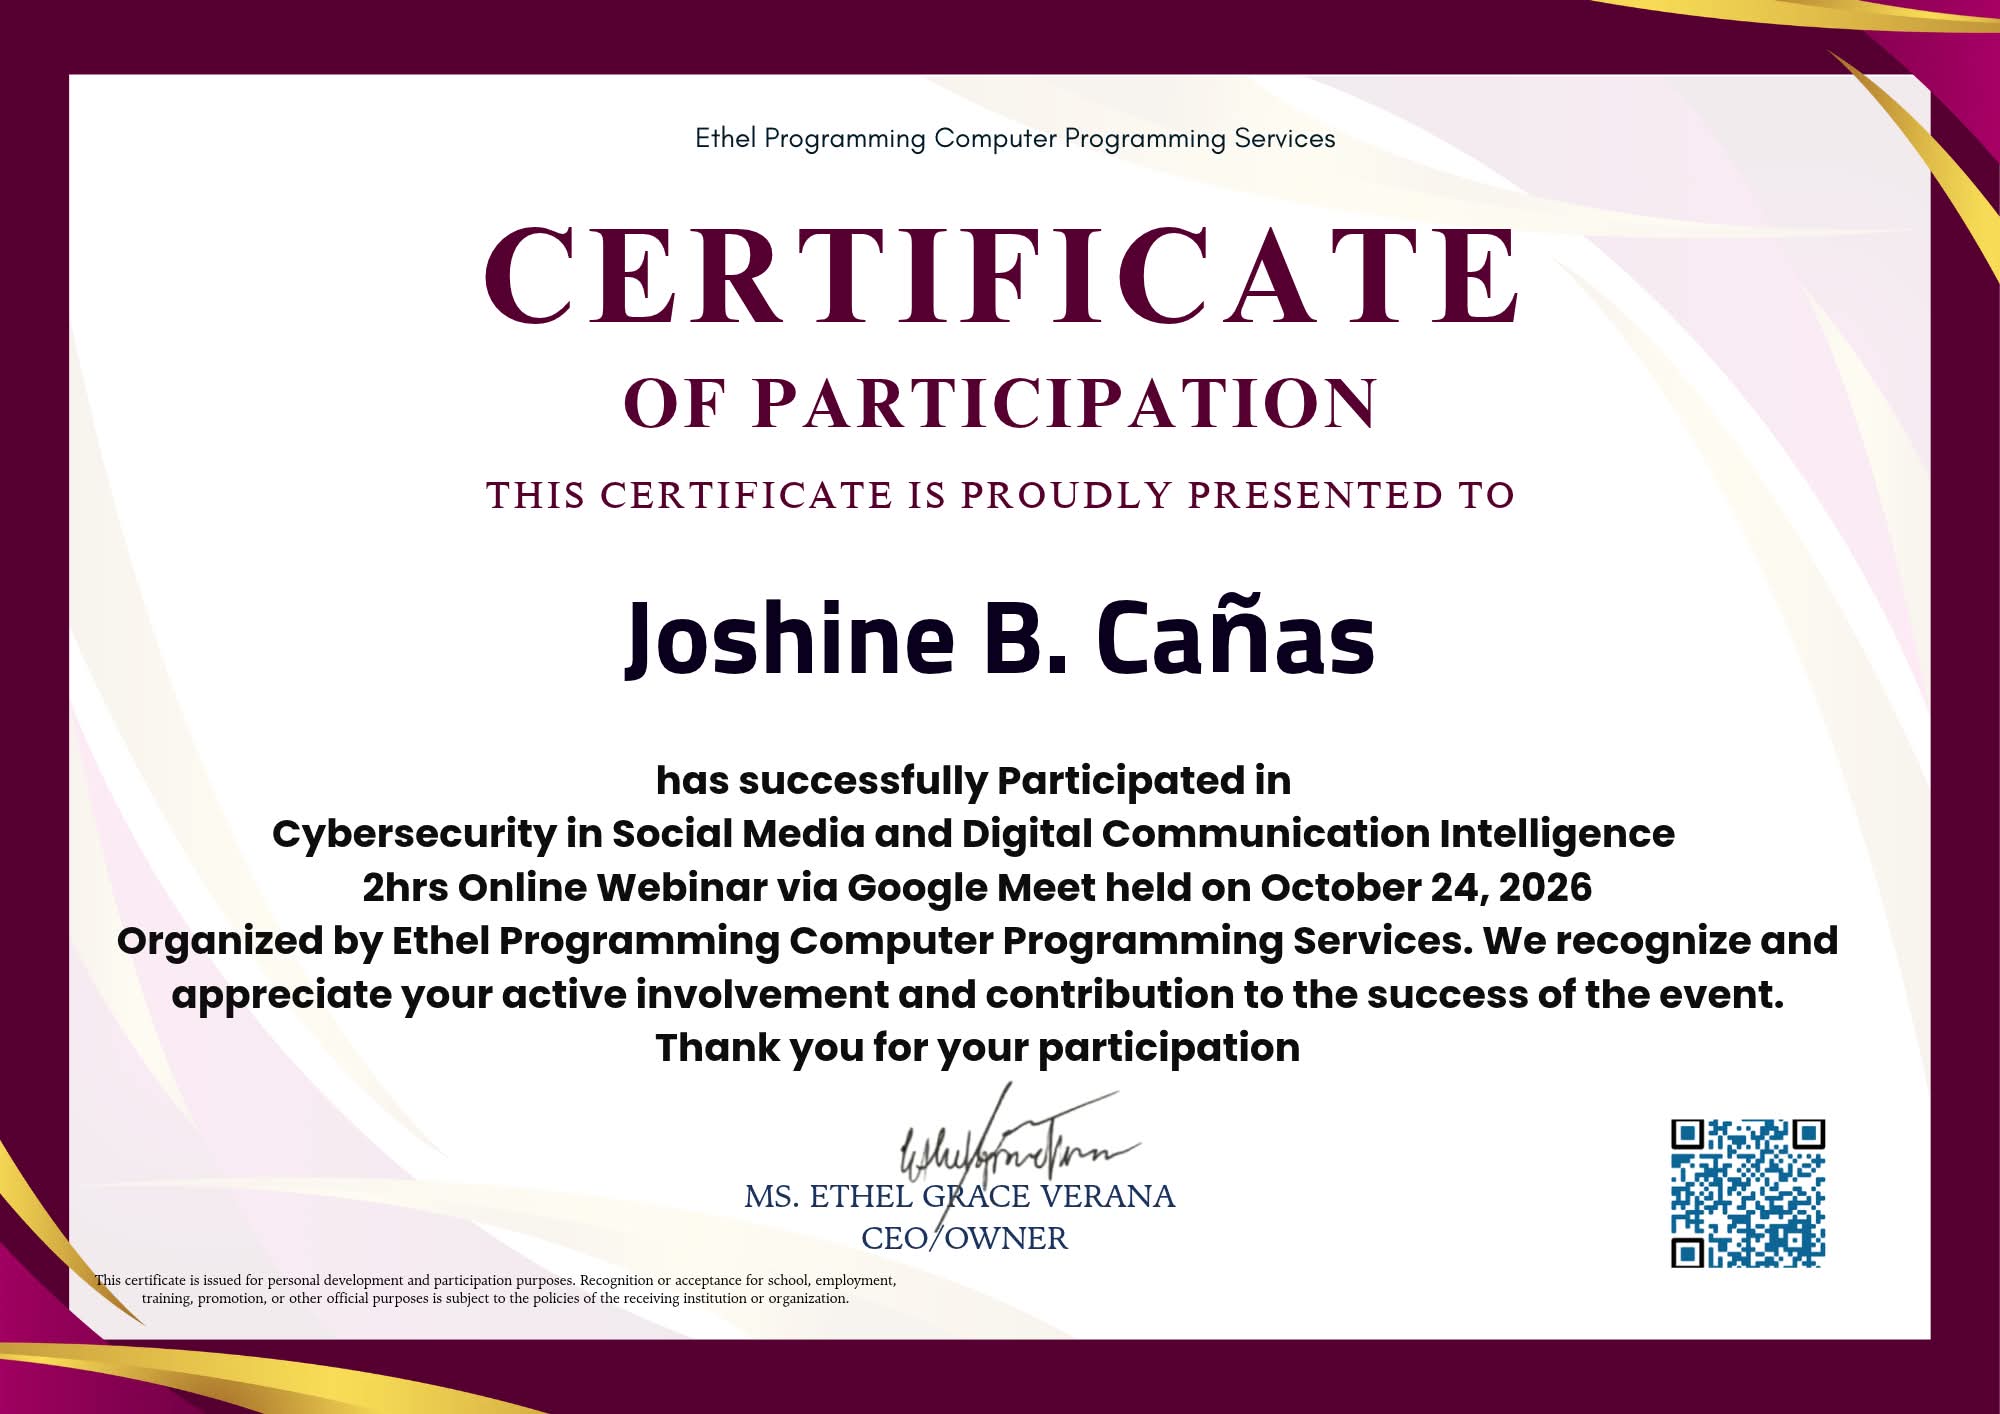 Ethel Programming Computer Programming Services
CERTIFICATE
OF PARTICIPATION
THIS CERTIFICATE IS PROUDLY PRESENTED TO
Joshine B. Cañas
has successfully Participated in
Cybersecurity in Social Media and Digital Communication Intelligence
2hrs Online Webinar via Google Meet held on October 24, 2026
Organized by Ethel Programming Computer Programming Services. We recognize and
appreciate your active involvement and contribution to the success of the event.
Thank you for your participation
MS. ETHEL GRACE VERANA
CEO/OWNER
This certificate is issued for personal development and participation purposes. Recognition or acceptance for school, employment,
training, promotion, or other official purposes is subject to the policies of the receiving institution or organization.